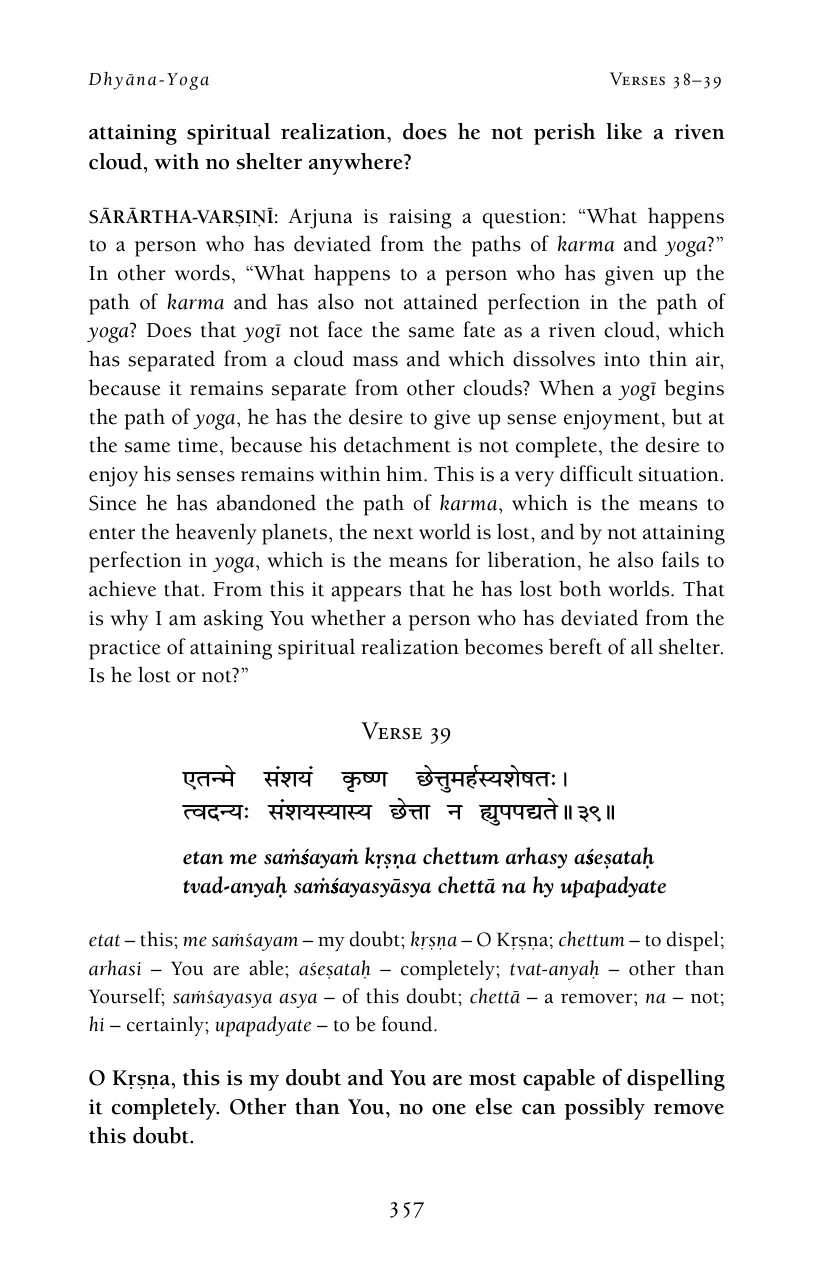 Dhyāna-Yoga Verses 38–39
attaining spiritual realization, does he not perish like a riven
cloud, with no shelter anywhere?
SĀRĀRTHA-VARṢIṆĪ: Arjuna is raising a question: “What happens
to a person who has deviated from the paths of karma and yoga?”
In other words, “What happens to a person who has given up the
path of karma and has also not attained perfection in the path of
yoga? Does that yogī not face the same fate as a riven cloud, which
has separated from a cloud mass and which dissolves into thin air,
because it remains separate from other clouds? When a yogī begins
the path of yoga, he has the desire to give up sense enjoyment, but at
the same time, because his detachment is not complete, the desire to
enjoy his senses remains within him. This is a very difficult situation.
Since he has abandoned the path of karma, which is the means to
enter the heavenly planets, the next world is lost, and by not attaining
perfection in yoga, which is the means for liberation, he also fails to
achieve that. From this it appears that he has lost both worlds. That
is why I am asking You whether a person who has deviated from the
practice of attaining spiritual realization becomes bereft of all shelter.
Is he lost or not?”
Verse 39
एतन्मे संशयं कृष्ण छेत्तुमर्हस्यशेषतः।
त्वदन्यः संशयस्यास्य छेत्ता न ह्युपपद्यते॥३९॥
etan me saṁśayaṁ kṛṣṇa chettum arhasy aśeṣataḥ
tvad-anyaḥ saṁśayasyāsya chettā na hy upapadyate
etat – this; me saṁśayam – my doubt; kṛṣṇa – O Kṛṣṇa; chettum – to dispel;
arhasi – You are able; aśeṣataḥ – completely; tvat-anyaḥ – other than
Yourself; saṁśayasya asya – of this doubt; chettā – a remover; na – not;
hi – certainly; upapadyate – to be found.
O Kṛṣṇa, this is my doubt and You are most capable of dispelling
it completely. Other than You, no one else can possibly remove
this doubt.
357